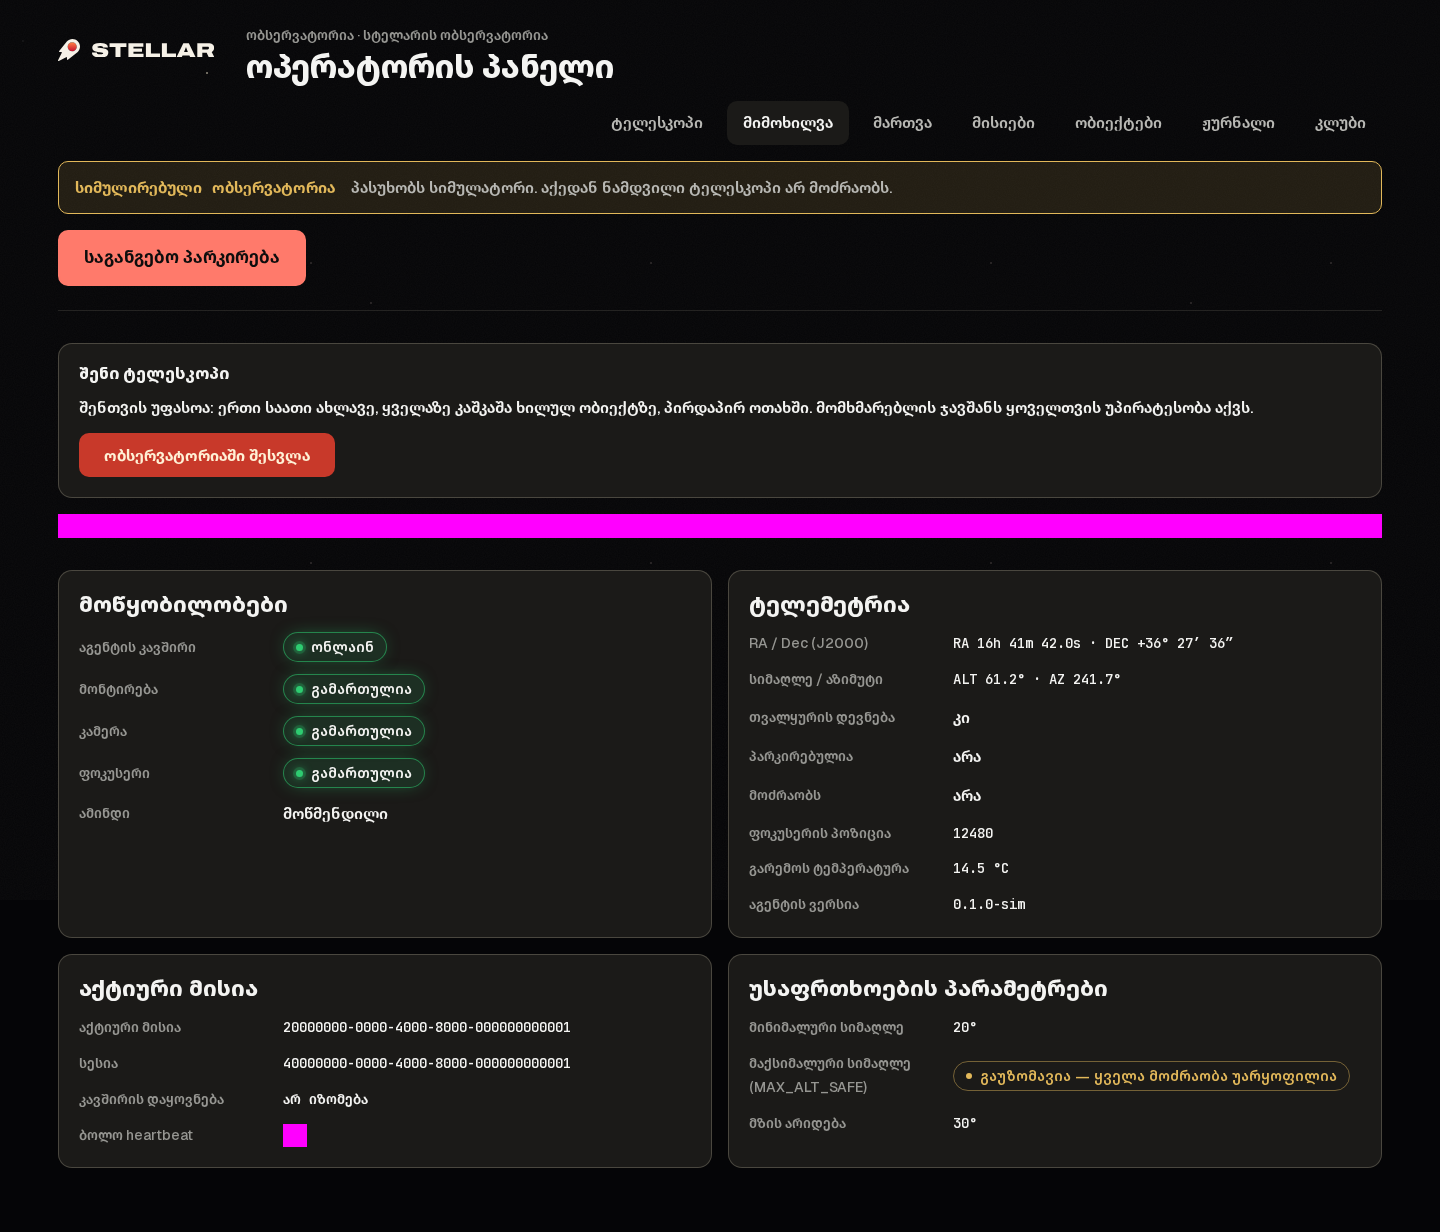 STELLAR
ობსერვატორია · სტელარის ობსერვატორია
ოპერატორის პანელი
ტელესკოპი მიმოხილვა მართვა მისიები ობიექტები ჟურნალი კლუბი
სიმულირებული ობსერვატორია პასუხობს სიმულატორი. აქედან ნამდვილი ტელესკოპი არ მოძრაობს.
საგანგებო პარკირება
შენი ტელესკოპი
შენთვის უფასოა: ერთი საათი ახლავე, ყველაზე კაშკაშა ხილულ ობიექტზე, პირდაპირ ოთახში. მომხმარებლის ჯავშანს ყოველთვის უპირატესობა აქვს.
ობსერვატორიაში შესვლა
მოწყობილობები
აგენტის კავშირი ონლაინ
მონტირება გამართულია
კამერა გამართულია
ფოკუსერი გამართულია
ამინდი მოწმენდილი
ტელემეტრია
RA / Dec (J2000) RA 16h 41m 42.0s · DEC +36° 27′ 36″
სიმაღლე / აზიმუტი ALT 61.2° · AZ 241.7°
თვალყურის დევნება კი
პარკირებულია არა
მოძრაობს არა
ფოკუსერის პოზიცია 12480
გარემოს ტემპერატურა 14.5 °C
აგენტის ვერსია 0.1.0-sim
აქტიური მისია
აქტიური მისია 20000000-0000-4000-8000-000000000001
სესია 40000000-0000-4000-8000-000000000001
კავშირის დაყოვნება არ იზომება
ბოლო heartbeat
უსაფრთხოების პარამეტრები
მინიმალური სიმაღლე 20°
მაქსიმალური სიმაღლე
(MAX_ALT_SAFE) გაუზომავია — ყველა მოძრაობა უარყოფილია
მზის არიდება 30°